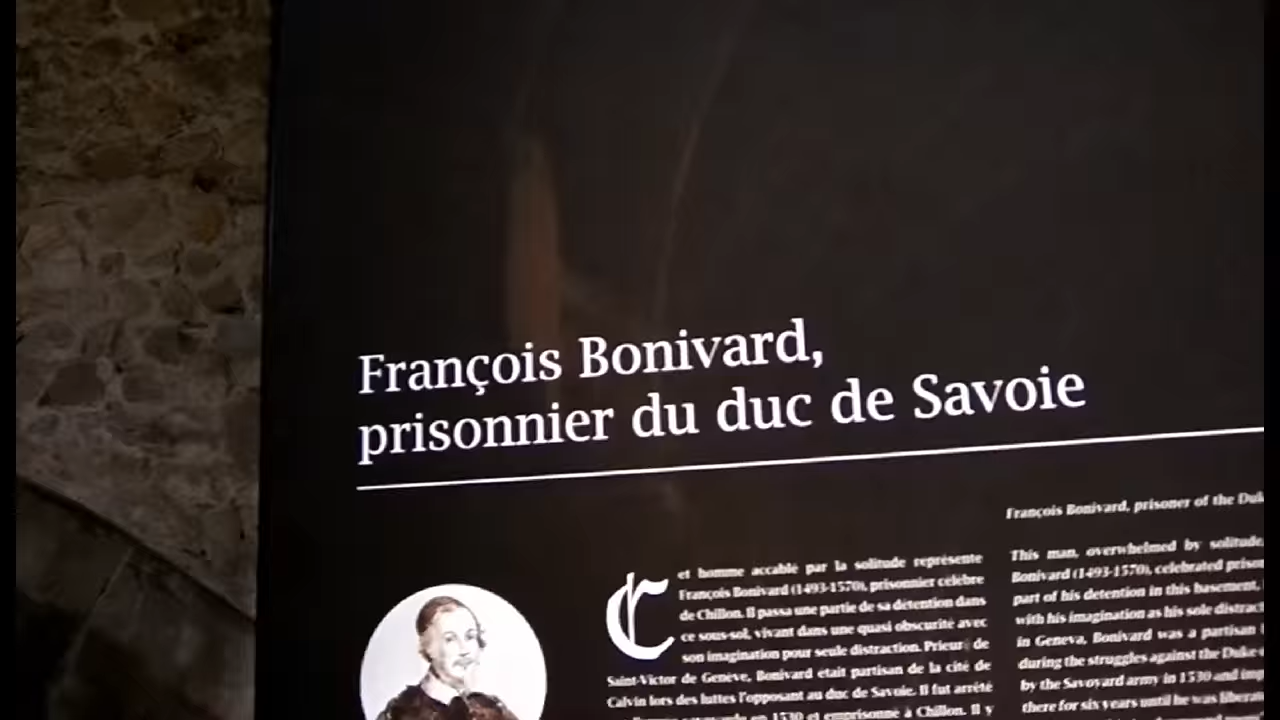 François Bonivard,
prisonnier du duc de Savoie
François Bonivard, prisoner of the
Cet homme accablé par la solitude représente
François Bonivard (1493-1570), prisonnier célèbre
de Chillon. Il passa une partie de sa détention dans
ce sous-sol, vivant dans une quasi obscurité avec
son imagination pour seule distraction. Prieur de
Saint-Victor de Genève, Bonivard était partisan de la cité de
Calvin lors des luttes l'opposant au duc de Savoie. Il fut arrêté
en 1530 et emprisonné à Chillon. Il y
This man, overwhelmed by solitude,
Bonivard (1493-1570), celebrated
part of his detention in this basement,
with his imagination as his sole
in Geneva, Bonivard was a partisan
during the struggles against the Duke
by the Savoyard army in 1530 and
there for six years until he was